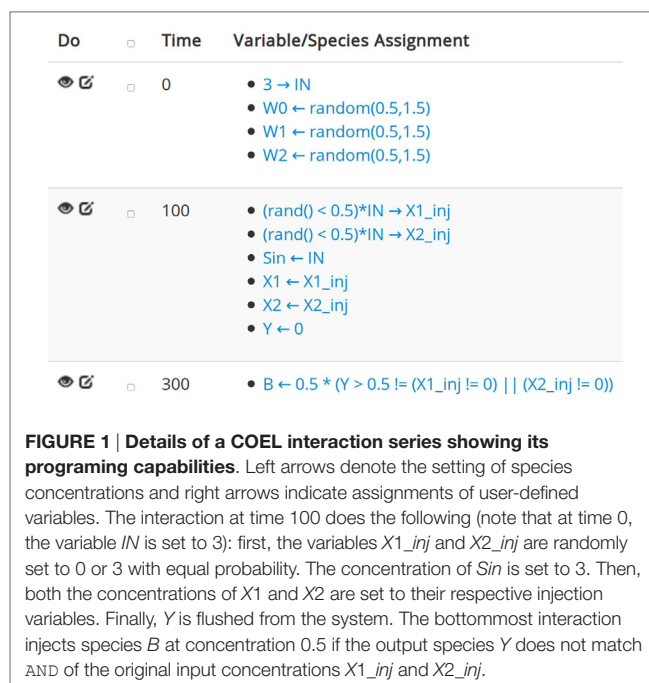 Do Time Variable/Species Assignment
0 • 3 → IN
• W0 ← random(0.5,1.5)
• W1 ← random(0.5,1.5)
• W2 ← random(0.5,1.5)
100 • (rand() < 0.5)*IN → X1_inj
• (rand() < 0.5)*IN → X2_inj
• Sin ← IN
• X1 ← X1_inj
• X2 ← X2_inj
• Y ← 0
300 • B ← 0.5 * (Y > 0.5 != (X1_inj != 0) || (X2_inj != 0))
FIGURE 1 | Details of a COEL interaction series showing its
programing capabilities. Left arrows denote the setting of species
concentrations and right arrows indicate assignments of user-defined
variables. The interaction at time 100 does the following (note that at time 0,
the variable IN is set to 3): first, the variables X1_inj and X2_inj are randomly
set to 0 or 3 with equal probability. The concentration of Sin is set to 3. Then,
both the concentrations of X1 and X2 are set to their respective injection
variables. Finally, Y is flushed from the system. The bottommost interaction
injects species B at concentration 0.5 if the output species Y does not match
AND of the original input concentrations X1_inj and X2_inj.